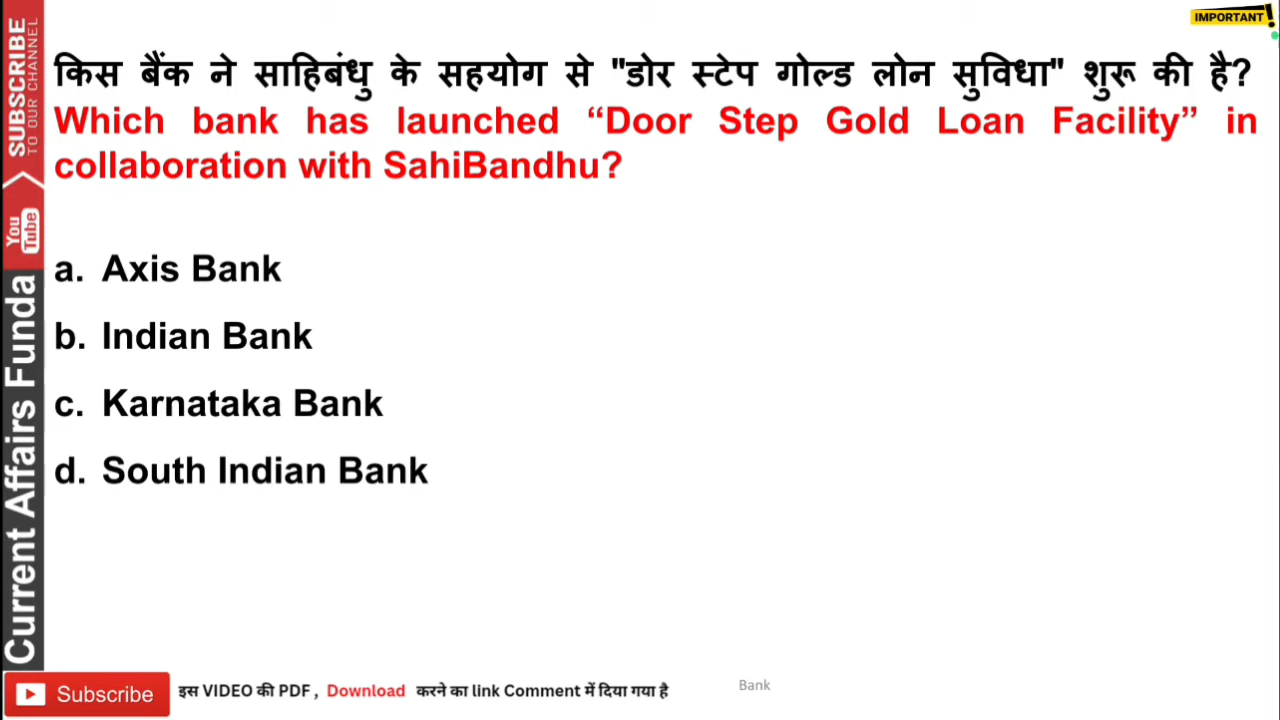 IMPORTANT!
किस बैंक ने साहिबंधु के सहयोग से "डोर स्टेप गोल्ड लोन सुविधा" शुरू की है?
Which bank has launched “Door Step Gold Loan Facility” in
collaboration with SahiBandhu?
a. Axis Bank
b. Indian Bank
c. Karnataka Bank
d. South Indian Bank
SUBSCRIBE
TO OUR CHANNEL
You
Tube
Current Affairs Funda
Subscribe
इस VIDEO की PDF , Download करने का link Comment में दिया गया है
Bank